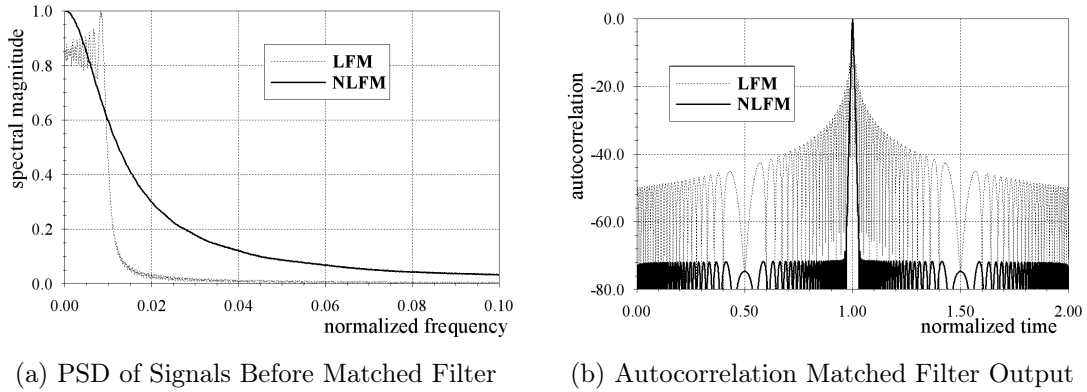 1.0
0.8
0.6
0.4
0.2
0.0
spectral magnitude
LFM
NLFM
0.00 0.02 0.04 0.06 0.08 0.10
normalized frequency
(a) PSD of Signals Before Matched Filter
0.0
-20.0
-40.0
-60.0
-80.0
autocorrelation
LFM
NLFM
0.00 0.50 1.00 1.50 2.00
normalized time
(b) Autocorrelation Matched Filter Output